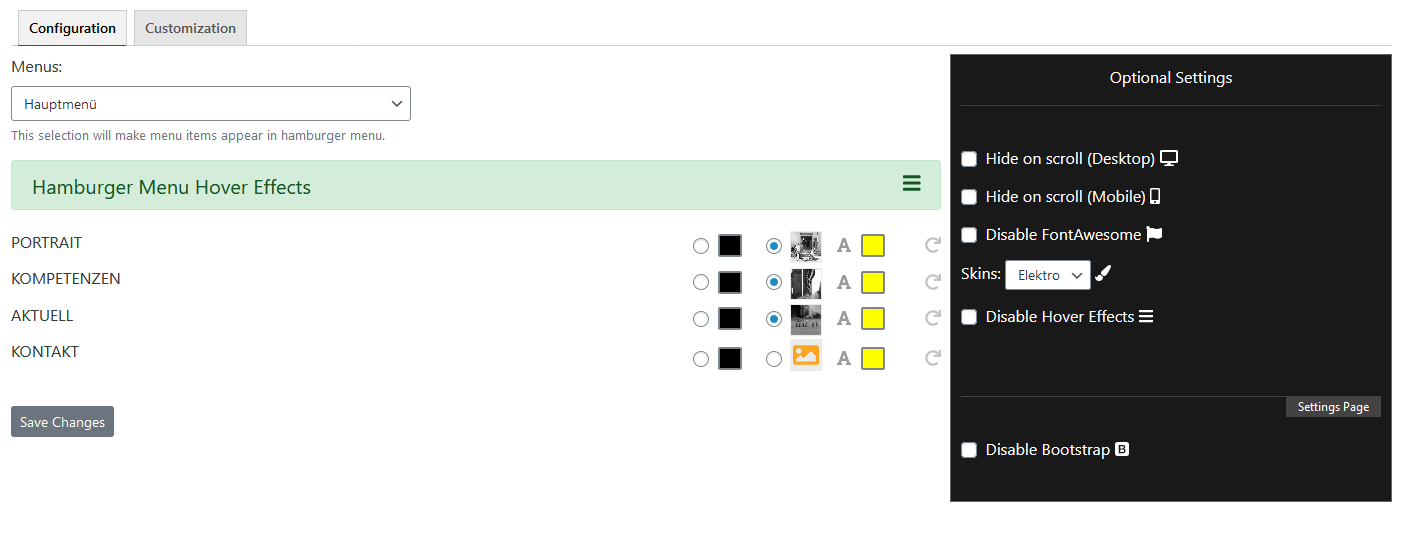 Configuration
Customization
Menus:
Hauptmenü
This selection will make menu items appear in hamburger menu.
Hamburger Menu Hover Effects
PORTRAIT
A
KOMPETENZEN
A
AKTUELL
A
KONTAKT
A
Save Changes
Optional Settings
Hide on scroll (Desktop)
Hide on scroll (Mobile)
Disable FontAwesome
Skins: Elektro
Disable Hover Effects
Settings Page
Disable Bootstrap B